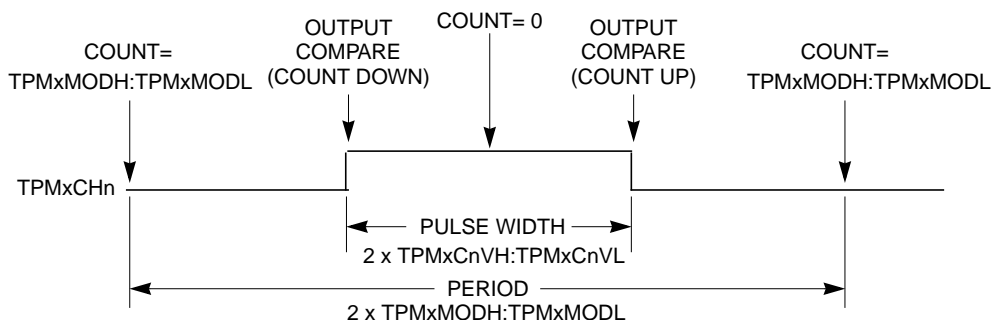 COUNT=
TPMxMODH:TPMxMODL
OUTPUT
COMPARE
(COUNT DOWN)
COUNT= 0
OUTPUT
COMPARE
(COUNT UP)
COUNT=
TPMxMODH:TPMxMODL
TPMxCHn
PULSE WIDTH
2 x TPMxCnVH:TPMxCnVL
PERIOD
2 x TPMxMODH:TPMxMODL